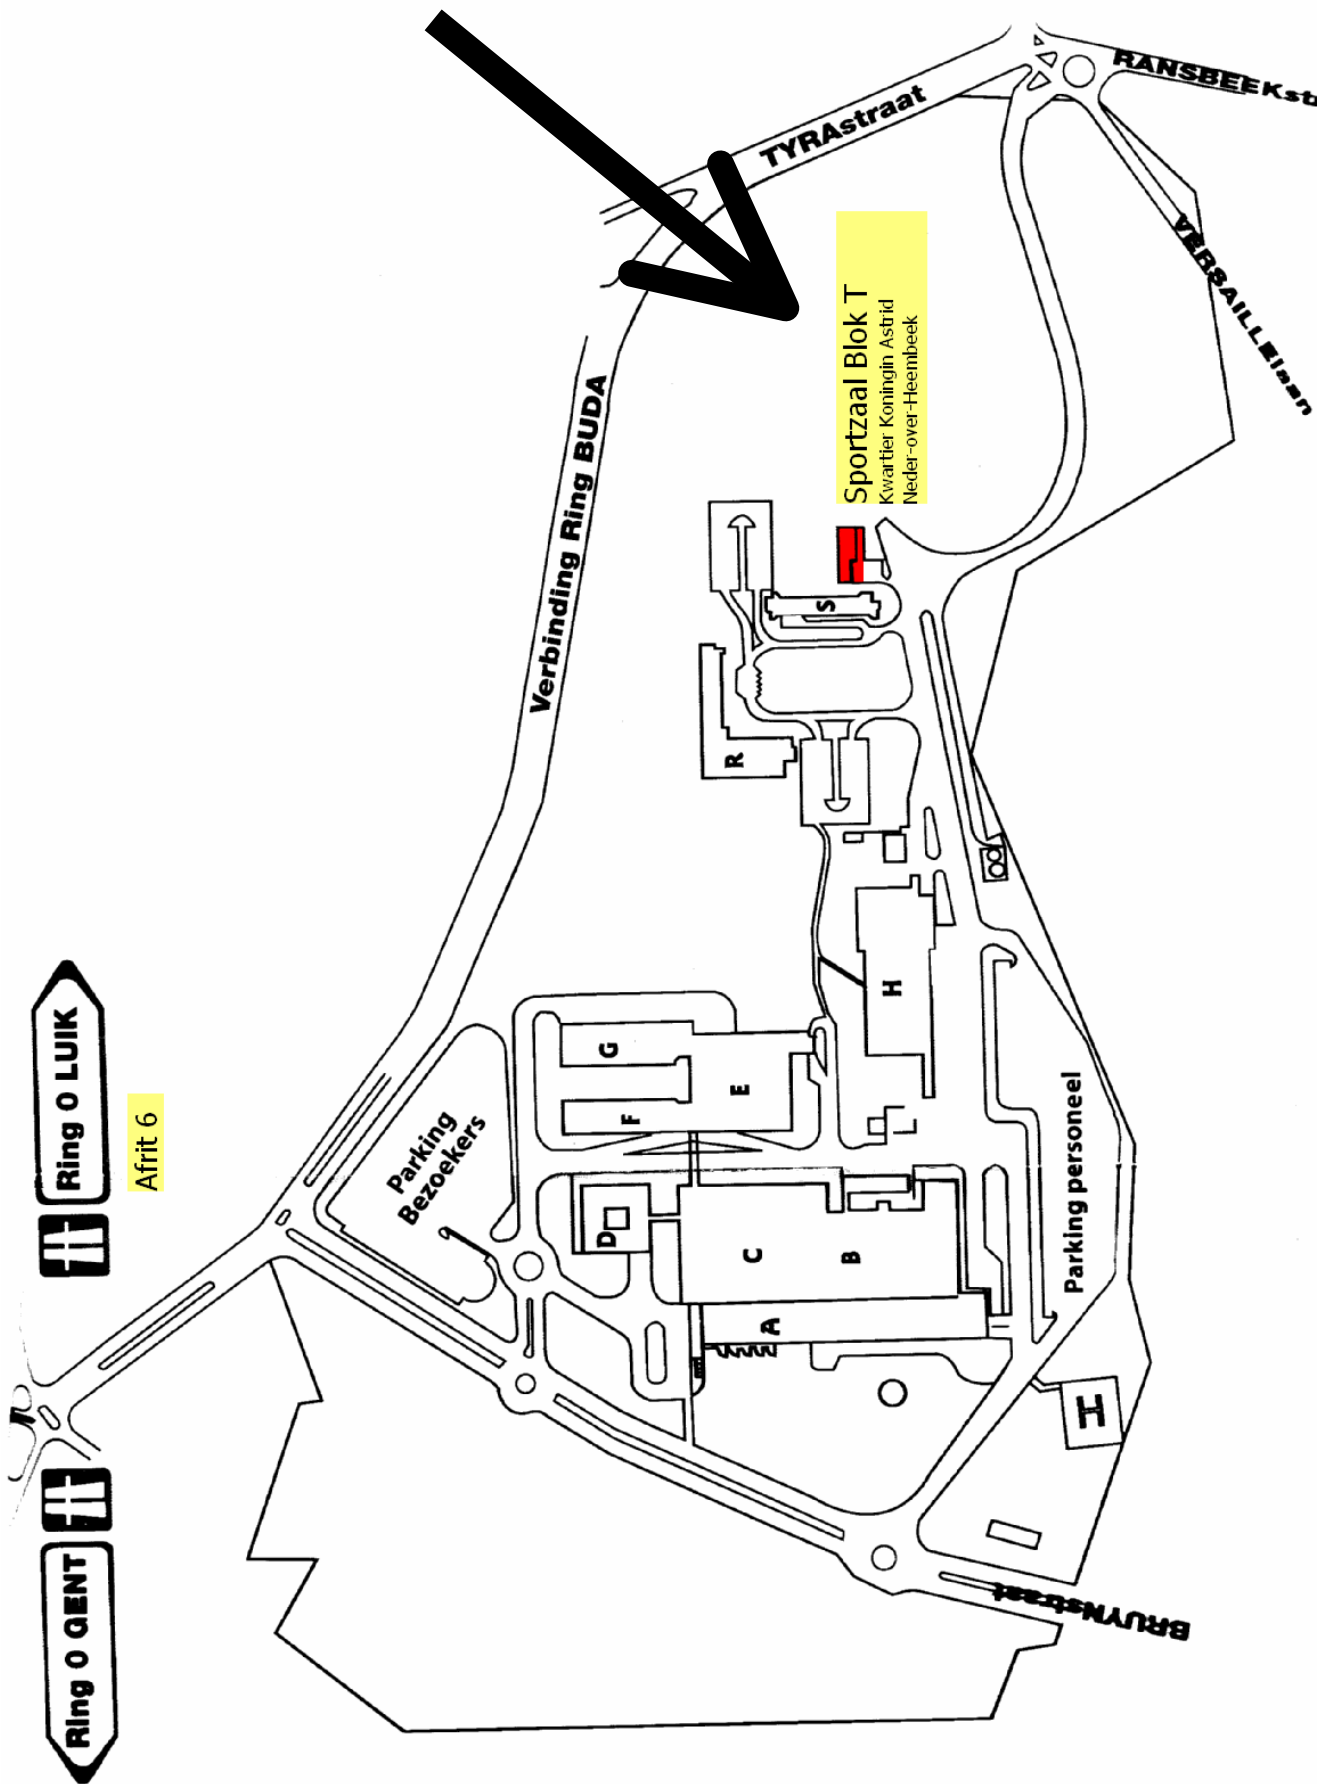 Ring 0 GENT
Ring 0 LUIK
Afrit 6
Parking
Bezoekers
Verbinding Ring BUDA
TYRAstraat
RANSBEEKst
VERSAILLElaan
Sportzaal Blok T
Kwartier Koningin Astrid
Neder-over-Heembeek
S
R
H
G
F
E
D
C
B
A
Parking personeel
H
BRUYNstraat